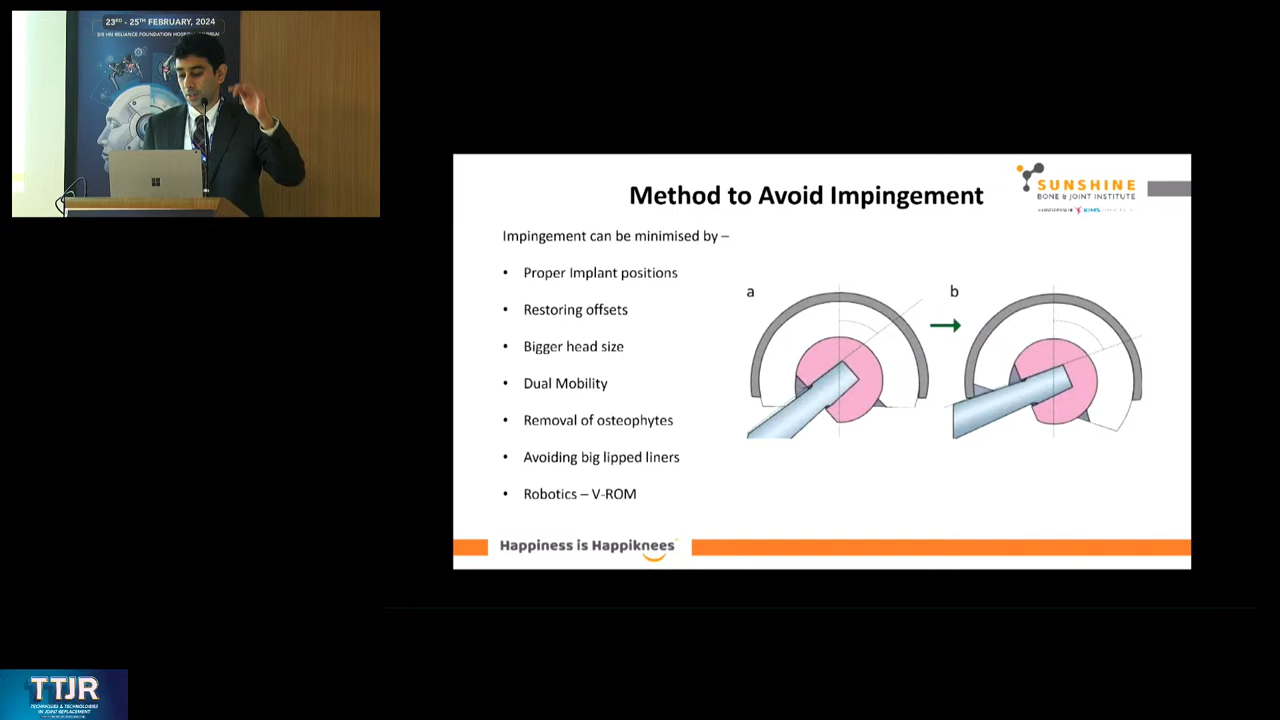 23RD - 25TH FEBRUARY, 2024
SIR HN RELIANCE FOUNDATION HOSPITAL, MUMBAI
Method to Avoid Impingement
SUNSHINE
BONE & JOINT INSTITUTE
KIMS
Impingement can be minimised by –
• Proper Implant positions
• Restoring offsets
• Bigger head size
• Dual Mobility
• Removal of osteophytes
• Avoiding big lipped liners
• Robotics – V-ROM
a
b
Happiness is Happiknees
TTJR
TECHNIQUES & TECHNOLOGIES
IN JOINT REPLACEMENT